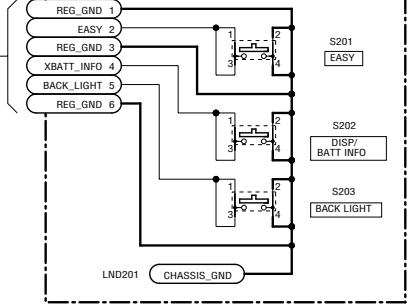 REG_GND 1
EASY 2
REG_GND 3
XBATT_INFO 4
BACK_LIGHT 5
REG_GND 6
1 2
3 4
S201
EASY
1 2
3 4
S202
DISP/
BATT INFO
1 2
3 4
S203
BACK LIGHT
LND201 CHASSIS_GND